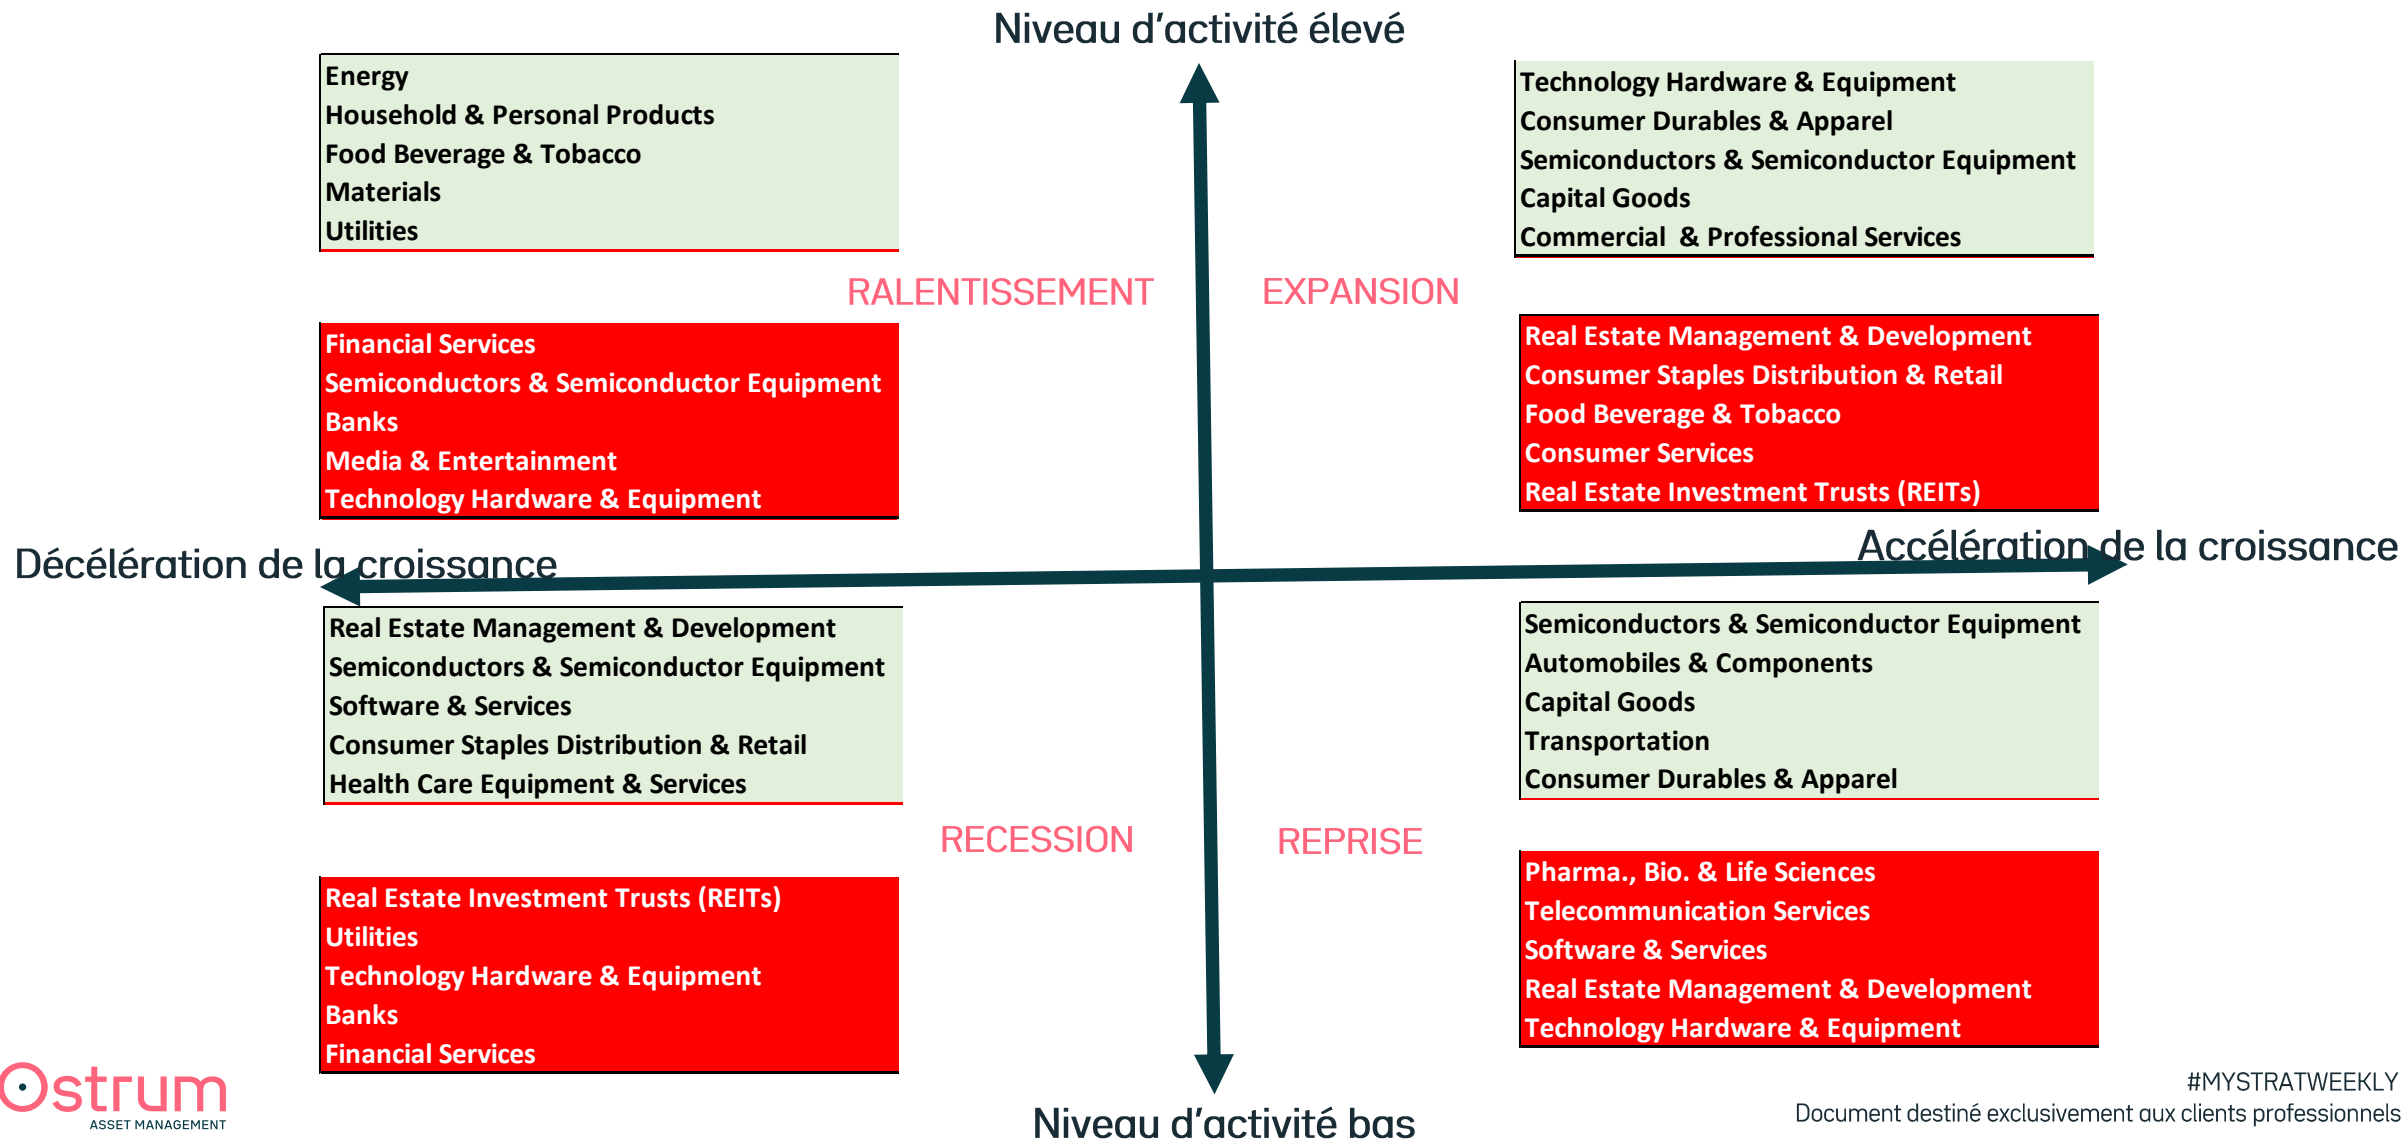 Niveau d’activité élevé
Energy
Household & Personal Products
Food Beverage & Tobacco
Materials
Utilities
Technology Hardware & Equipment
Consumer Durables & Apparel
Semiconductors & Semiconductor Equipment
Capital Goods
Commercial & Professional Services
RALENTISSEMENT
EXPANSION
Financial Services
Semiconductors & Semiconductor Equipment
Banks
Media & Entertainment
Technology Hardware & Equipment
Real Estate Management & Development
Consumer Staples Distribution & Retail
Food Beverage & Tobacco
Consumer Services
Real Estate Investment Trusts (REITs)
Décélération de la croissance
Accélération de la croissance
Real Estate Management & Development
Semiconductors & Semiconductor Equipment
Software & Services
Consumer Staples Distribution & Retail
Health Care Equipment & Services
Semiconductors & Semiconductor Equipment
Automobiles & Components
Capital Goods
Transportation
Consumer Durables & Apparel
RECESSION
REPRISE
Real Estate Investment Trusts (REITs)
Utilities
Technology Hardware & Equipment
Banks
Financial Services
Pharma., Bio. & Life Sciences
Telecommunication Services
Software & Services
Real Estate Management & Development
Technology Hardware & Equipment
Niveau d’activité bas
Ostrum
ASSET MANAGEMENT
#MYSTRATWEEKLY
Document destiné exclusivement aux clients professionnels